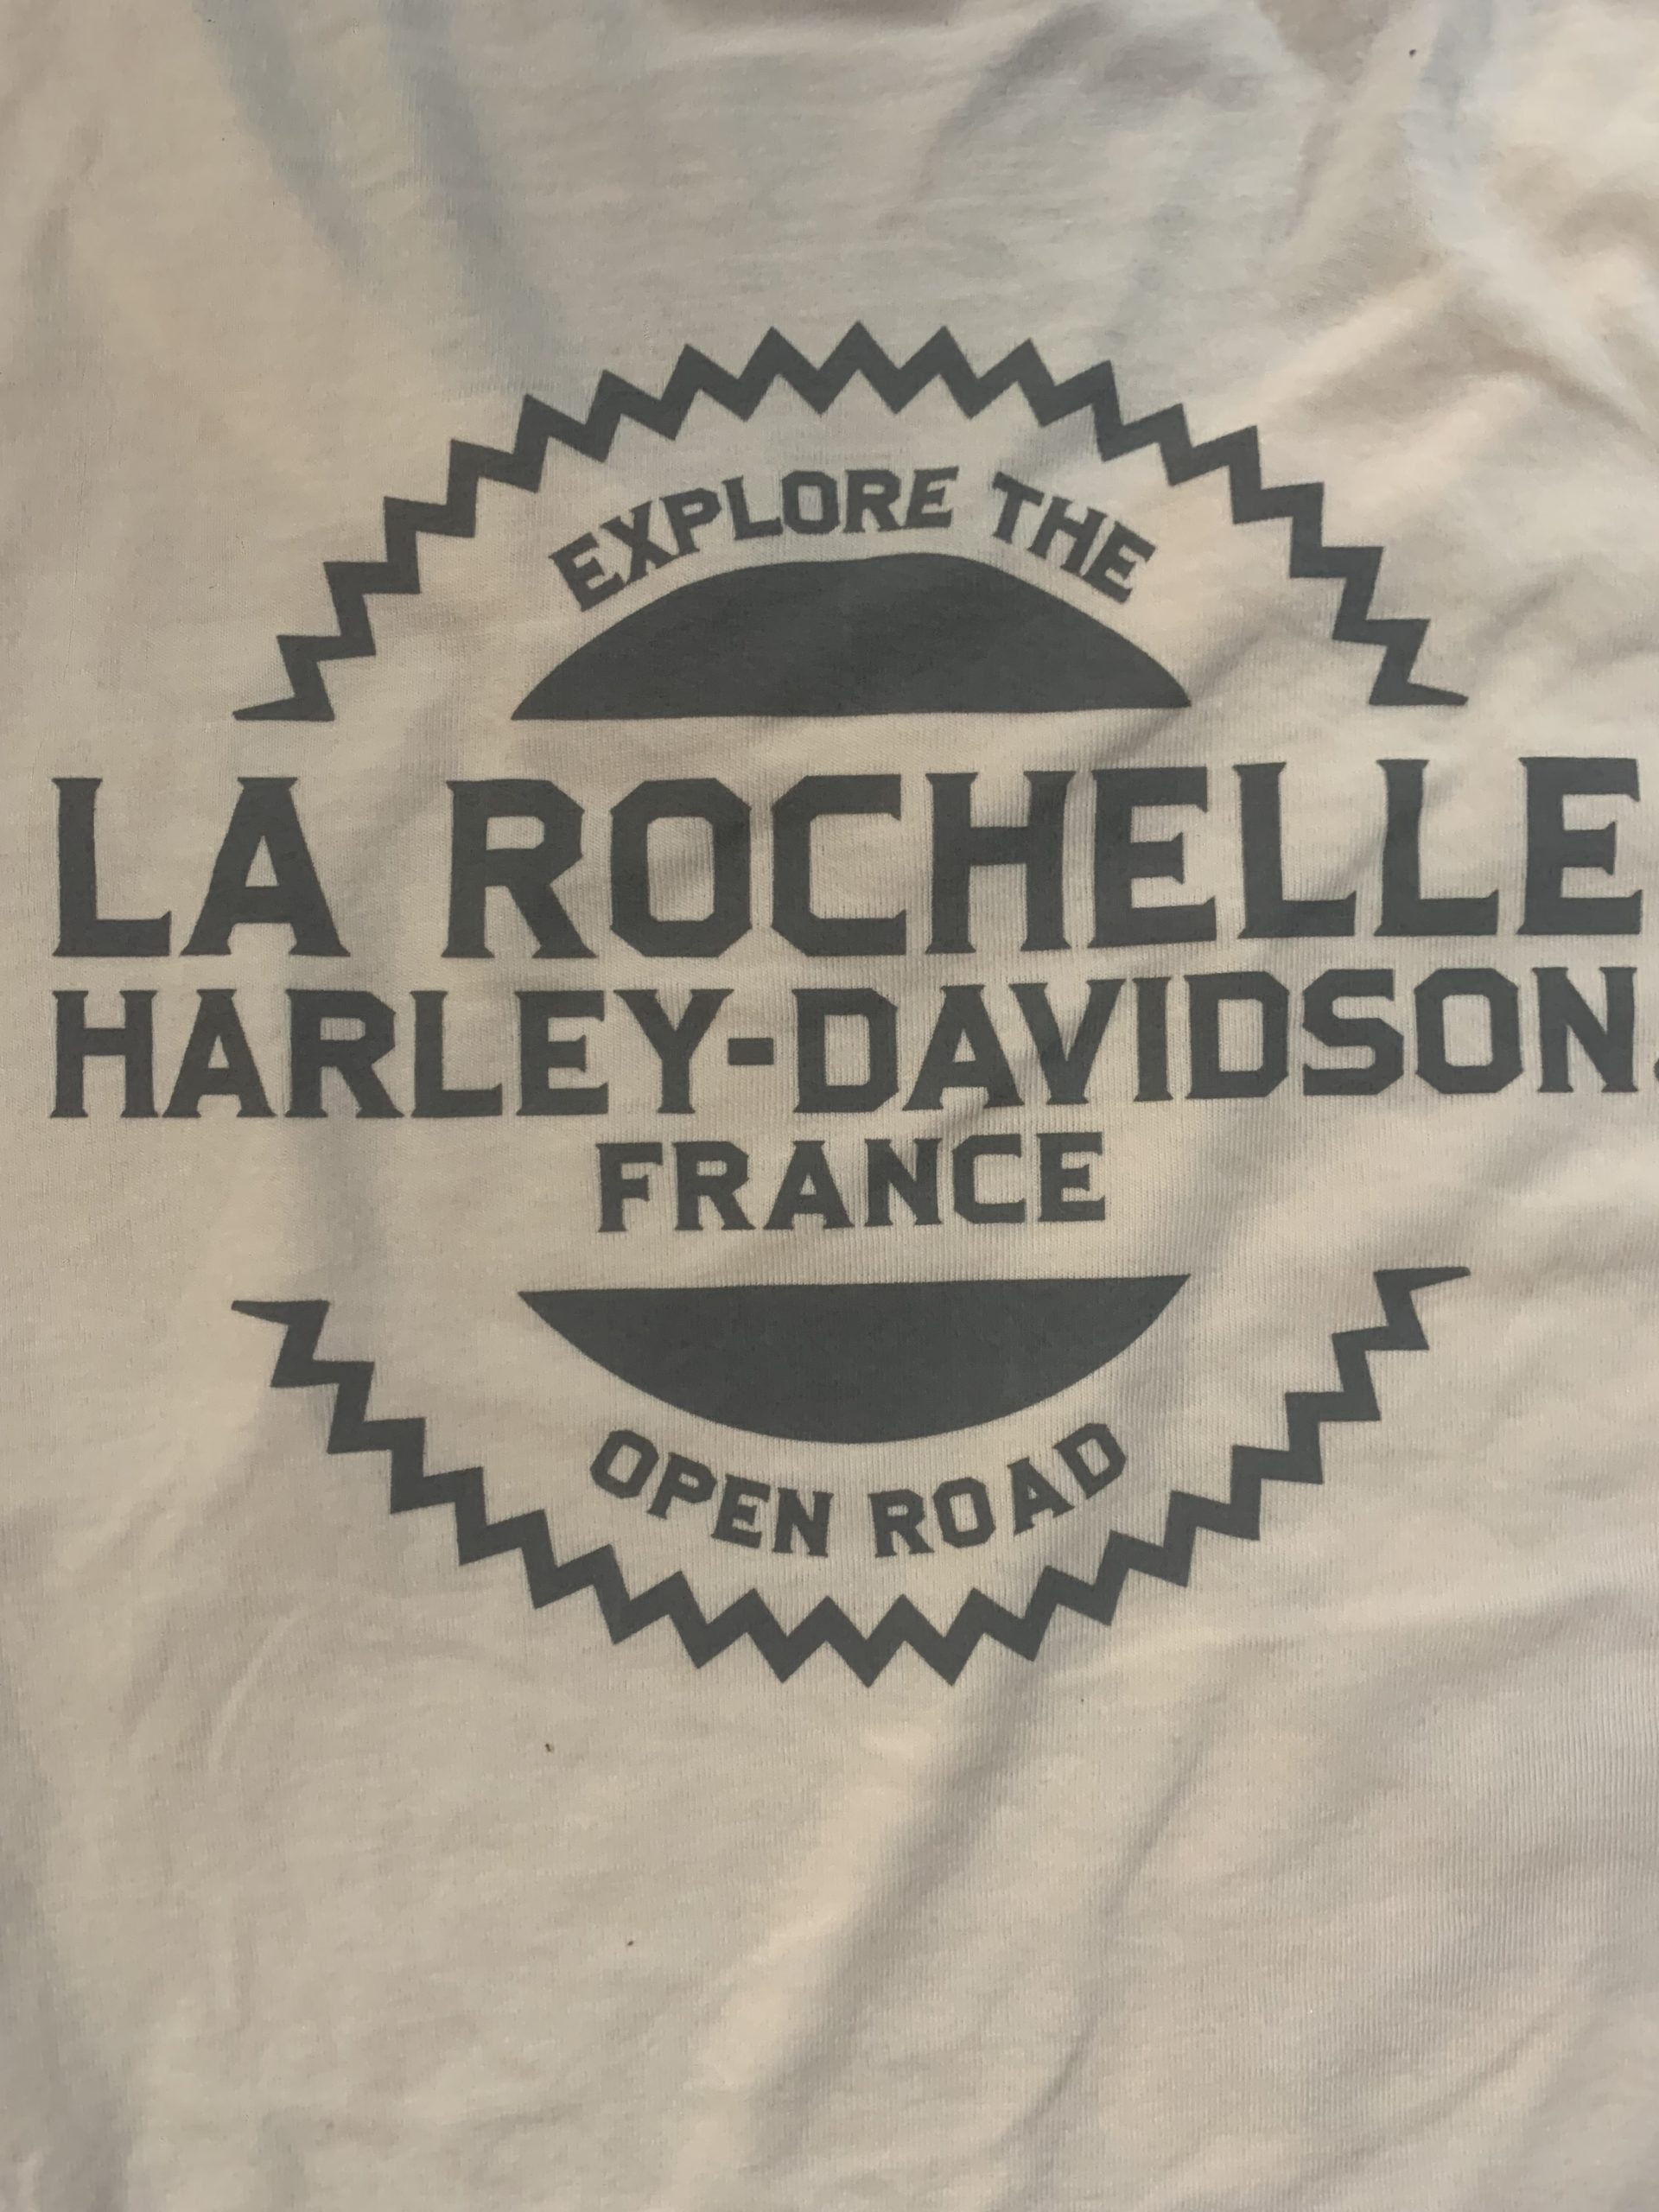 EXPLORE THE
LA ROCHELLE
HARLEY-DAVIDSON
FRANCE
OPEN ROAD